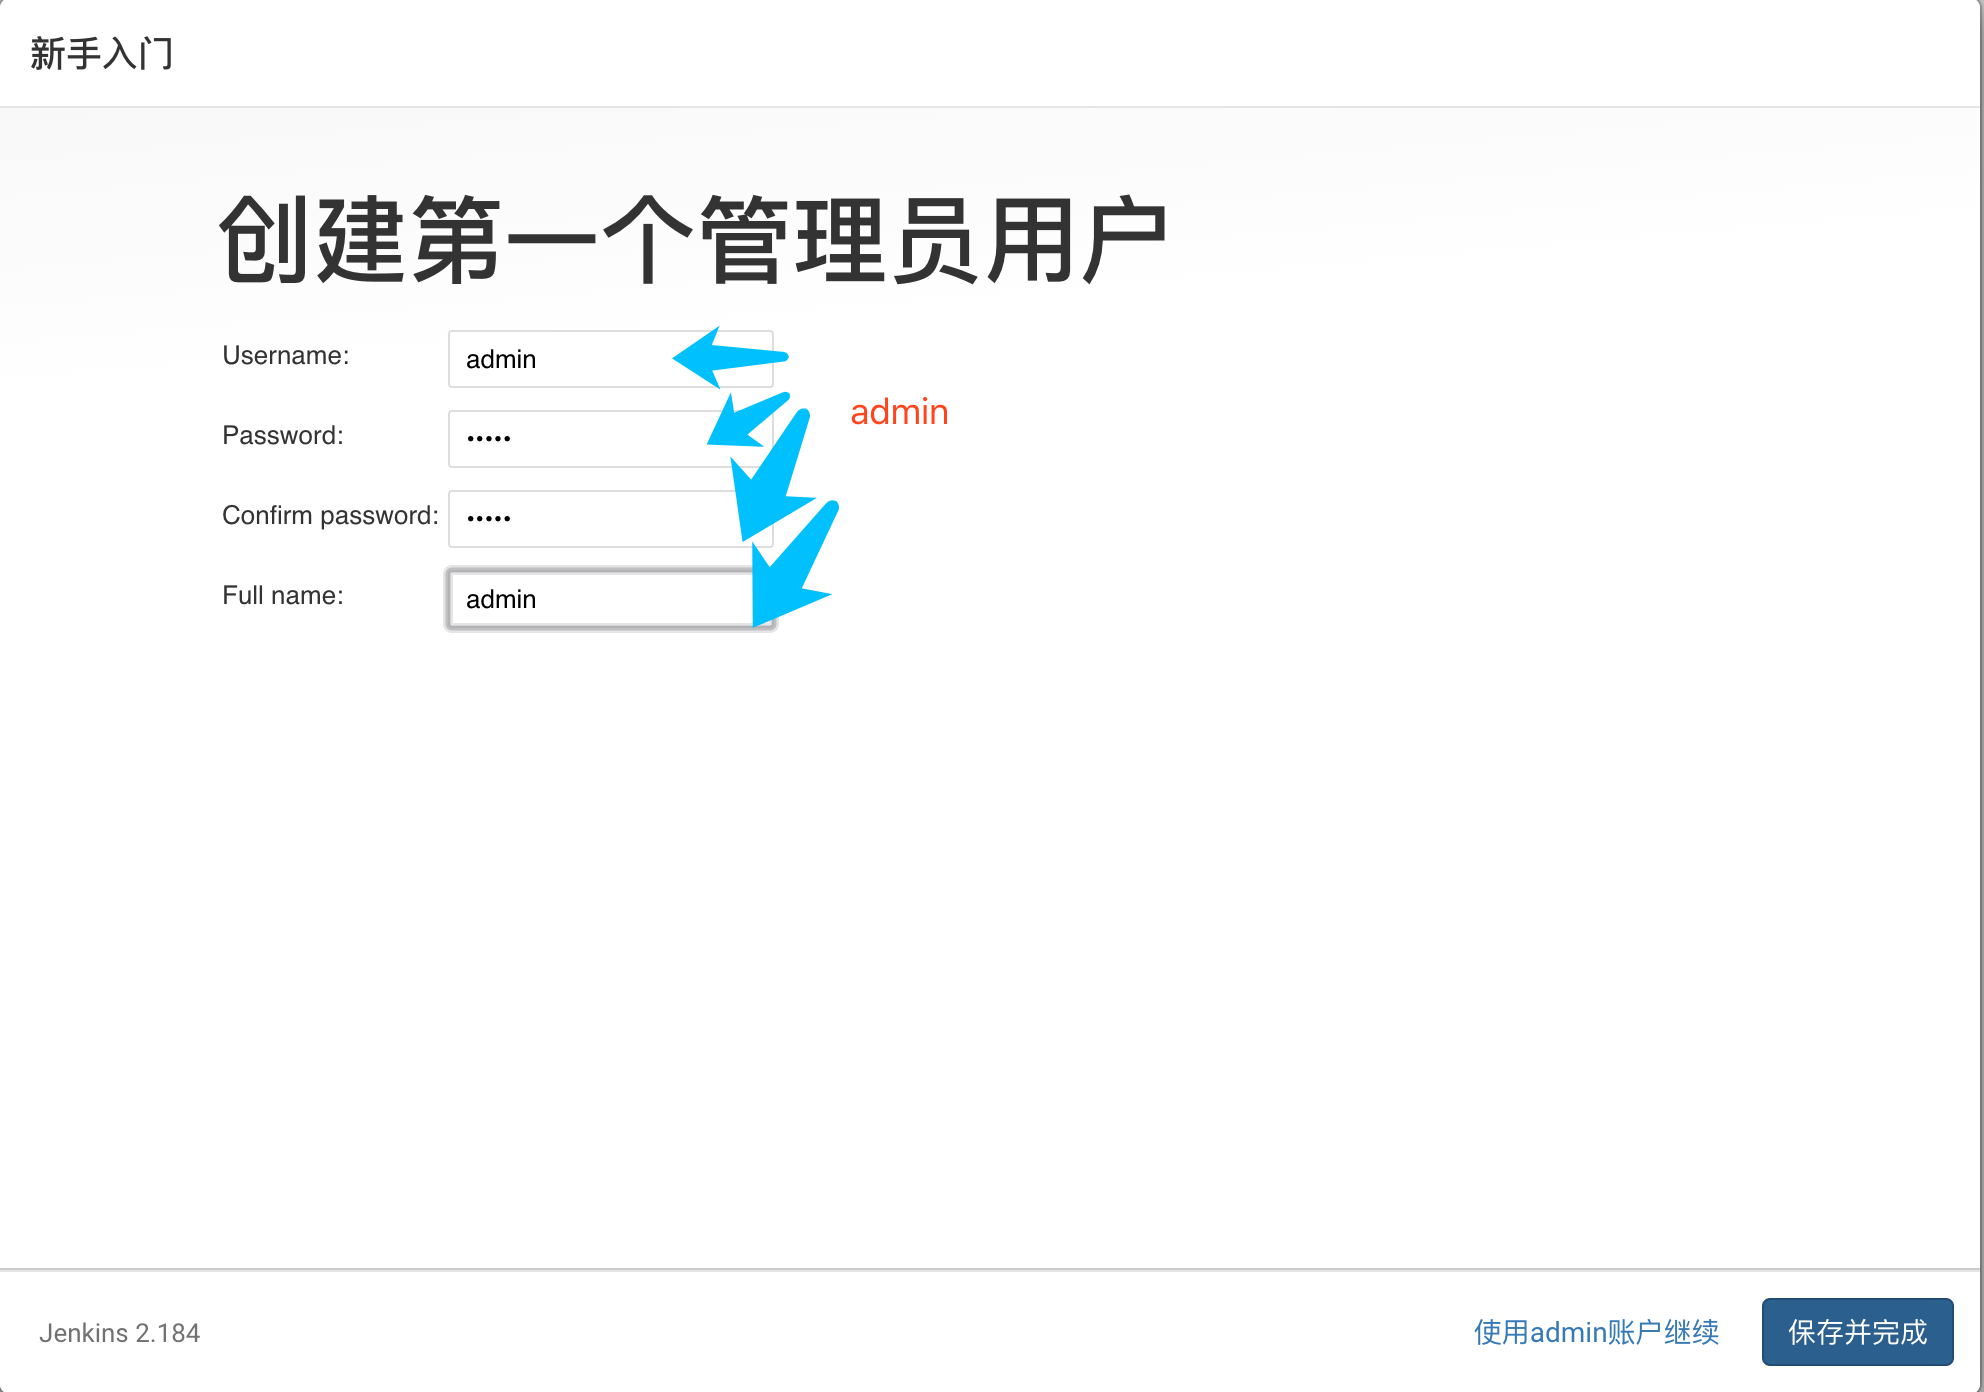 新手入门
创建第一个管理员用户
Username: admin
admin
Password: •••••
Confirm password: •••••
Full name: admin
Jenkins 2.184 使用admin账户继续 保存并完成